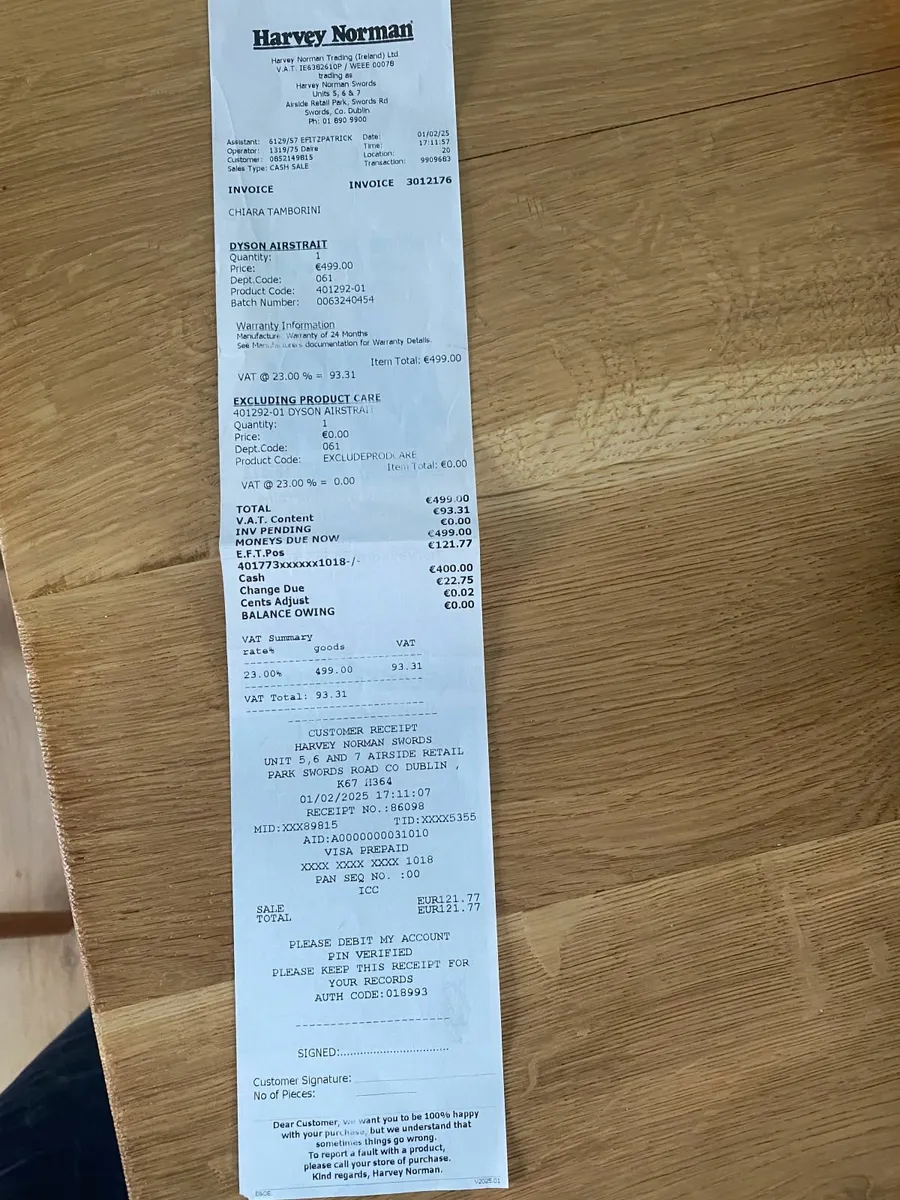 Harvey Norman
Harvey Norman Trading (Ireland) Ltd
V.A.T. IE6382610P / WEEE 0007B
trading as
Harvey Norman Swords
Units 5, 6 & 7
Airside Retail Park, Swords Rd
Swords, Co. Dublin
Ph: 01 890 9900
Assistant: 6129/57 EFITZPATRICK Date: 01/02/25
Operator: 1319/75 Daire Time: 17:11:57
Customer: 0852149815 Location: 20
Sales Type: CASH SALE Transaction: 9909683
INVOICE INVOICE 3012176
CHIARA TAMBORINI
DYSON AIRSTRAIT
Quantity: 1
Price: €499.00
Dept.Code: 061
Product Code: 401292-01
Batch Number: 0063240454
Warranty Information
Manufacture Warranty of 24 Months
See Manufacturers documentation for Warranty Details.
Item Total: €499.00
VAT @ 23.00 % = 93.31
EXCLUDING PRODUCT CARE
401292-01 DYSON AIRSTRAIT
Quantity: 1
Price: €0.00
Dept.Code: 061
Product Code: EXCLUDEPRODCARE
Item Total: €0.00
VAT @ 23.00 % = 0.00
TOTAL €499.00
V.A.T. Content €93.31
INV PENDING €0.00
MONEYS DUE NOW €499.00
E.F.T.Pos €121.77
401773xxxxxx1018-/-
Cash €400.00
Change Due €22.75
Cents Adjust €0.02
BALANCE OWING €0.00
VAT Summary
rate% goods VAT
23.00% 499.00 93.31
VAT Total: 93.31
CUSTOMER RECEIPT
HARVEY NORMAN SWORDS
UNIT 5,6 AND 7 AIRSIDE RETAIL
PARK SWORDS ROAD CO DUBLIN ,
K67 H364
01/02/2025 17:11:07
RECEIPT NO.:86098
MID:XXX89815 TID:XXXX5355
AID:A0000000031010
VISA PREPAID
XXXX XXXX XXXX 1018
PAN SEQ NO. :00
ICC
SALE EUR121.77
TOTAL EUR121.77
PLEASE DEBIT MY ACCOUNT
PIN VERIFIED
PLEASE KEEP THIS RECEIPT FOR
YOUR RECORDS
AUTH CODE:018993
SIGNED:................................
Customer Signature:
No of Pieces:
Dear Customer, we want you to be 100% happy
with your purchase, but we understand that
sometimes things go wrong.
To report a fault with a product,
please call your store of purchase.
Kind regards, Harvey Norman.
E&OE V2025.01